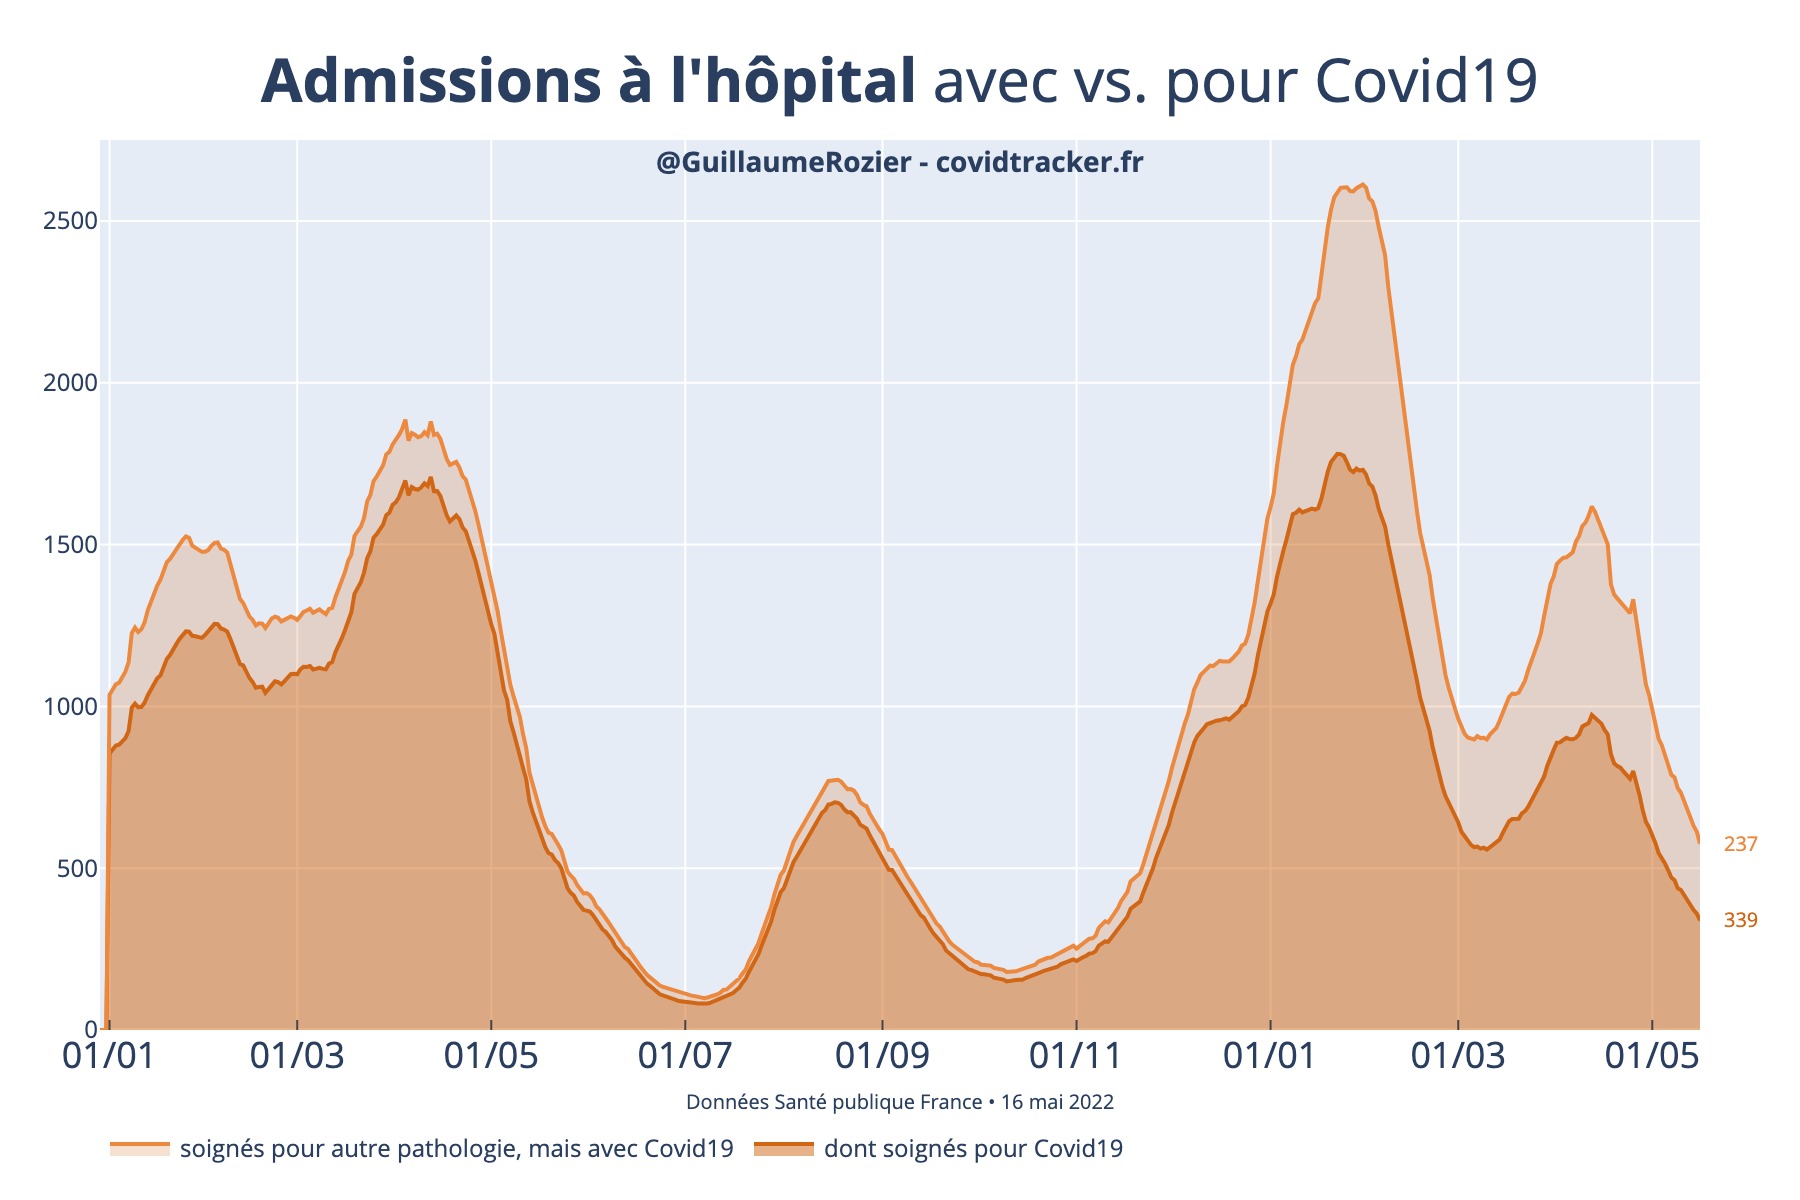 Admissions à l'hôpital avec vs. pour Covid19
@GuillaumeRozier - covidtracker.fr
2500
2000
1500
1000
500
0
237
339
01/01 01/03 01/05 01/07 01/09 01/11 01/01 01/03 01/05
Données Santé publique France • 16 mai 2022
soignés pour autre pathologie, mais avec Covid19 dont soignés pour Covid19